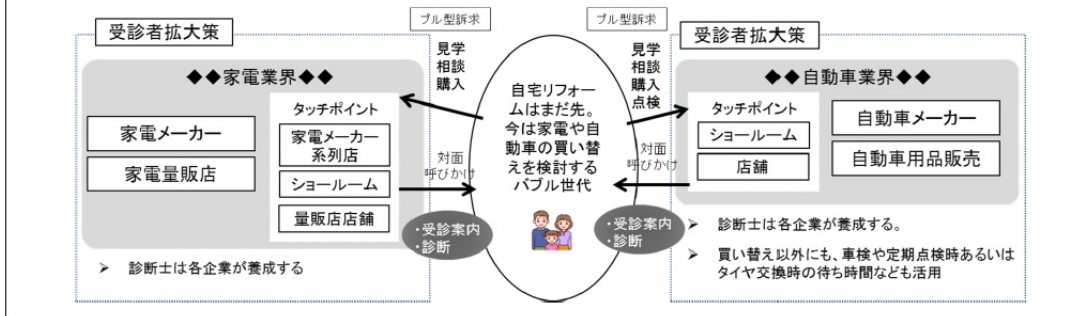 プル型訴求
プル型訴求
受診者拡大策
見学
相談
購入
◆◆家電業界◆◆
家電メーカー
家電量販店
タッチポイント
家電メーカー
系列店
ショールーム
量販店店舗
対面
呼びかけ
・受診案内
・診断
➢ 診断士は各企業が養成する
自宅リフォー
ムはまだ先。
今は家電や自
動車の買い替
えを検討する
バブル世代
受診者拡大策
見学
相談
購入
点検
◆◆自動車業界◆◆
タッチポイント
ショールーム
店舗
自動車メーカー
自動車用品販売
対面
呼びかけ
・受診案内
・診断
➢ 診断士は各企業が養成する。
➢ 買い替え以外にも、車検や定期点検時あるいは
タイヤ交換時の待ち時間なども活用